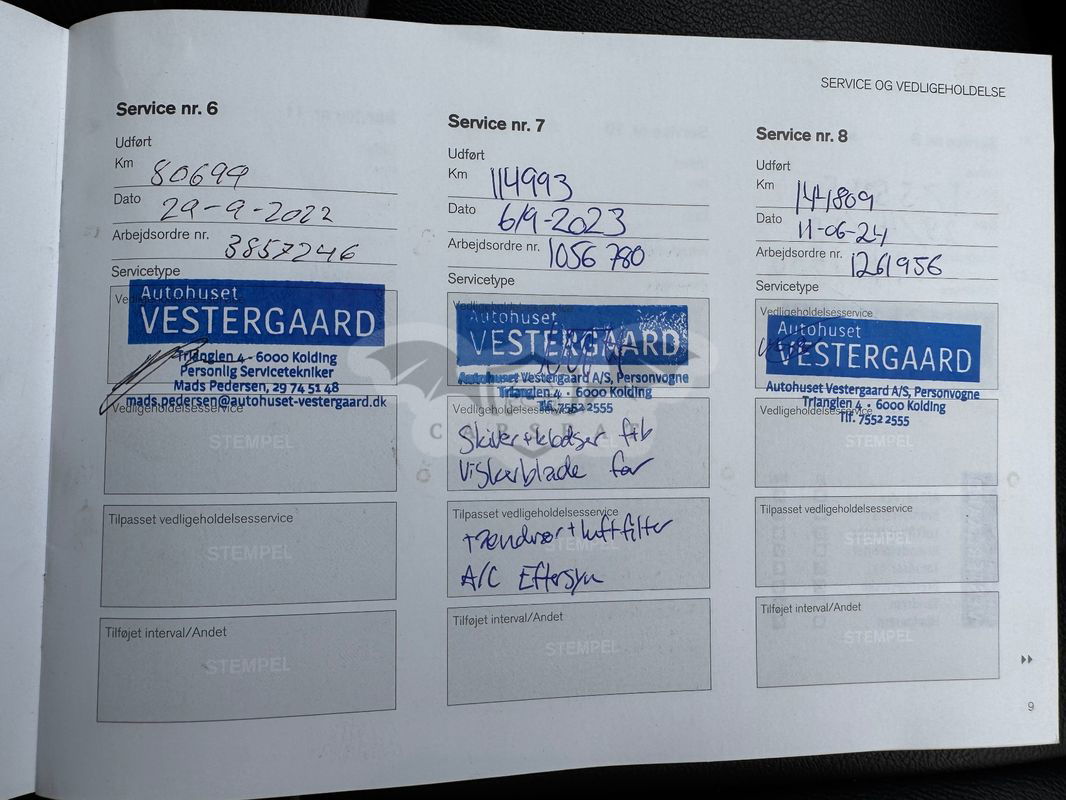 SERVICE OG VEDLIGEHOLDELSE
Service nr. 6
Udført
Km 80699
Dato 29-9-2022
Arbejdsordre nr. 3857246
Servicetype
Autohuset
VESTERGAARD
Trianglen 4 - 6000 Kolding
Personlig Servicetekniker
Mads Pedersen, 29 74 51 48
mads.pedersen@autohuset-vestergaard.dk
Vedligeholdelsesservice
STEMPEL
Tilpasset vedligeholdelsesservice
STEMPEL
Tilføjet interval/Andet
STEMPEL
Service nr. 7
Udført
Km 114993
Dato 6/9-2023
Arbejdsordre nr. 1056780
Servicetype
Vedligeholdelsesservice
Autohuset
VESTERGAARD
Autohuset Vestergaard A/S, Personvogne
Trianglen 4 · 6000 Kolding
Tlf. 7552 2555
Vedligeholdelsesservice
Skiver+klodser f+b
Viskerblade for
Tilpasset vedligeholdelsesservice
+tændrør+luftfilter
A/C Eftersyn
Tilføjet interval/Andet
STEMPEL
Service nr. 8
Udført
Km 141809
Dato 11-06-24
Arbejdsordre nr. 1261956
Servicetype
Vedligeholdelsesservice
Autohuset
VESTERGAARD
Autohuset Vestergaard A/S, Personvogne
Trianglen 4 · 6000 Kolding
Tlf. 7552 2555
Vedligeholdelsesservice
STEMPEL
Tilpasset vedligeholdelsesservice
STEMPEL
Tilføjet interval/Andet
STEMPEL
CARSEAT
9